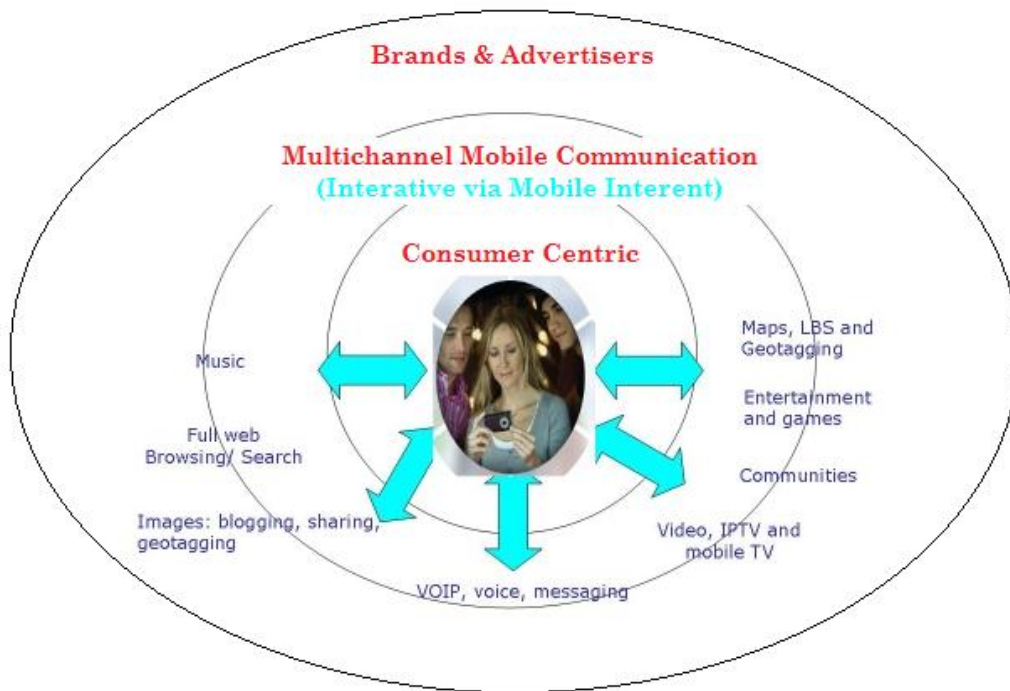 Brands & Advertisers
Multichannel Mobile Communication
(Interative via Mobile Interent)
Consumer Centric
Music
Full web
Browsing/ Search
Images: blogging, sharing,
geotagging
VOIP, voice, messaging
Maps, LBS and
Geotagging
Entertainment
and games
Communities
Video, IPTV and
mobile TV